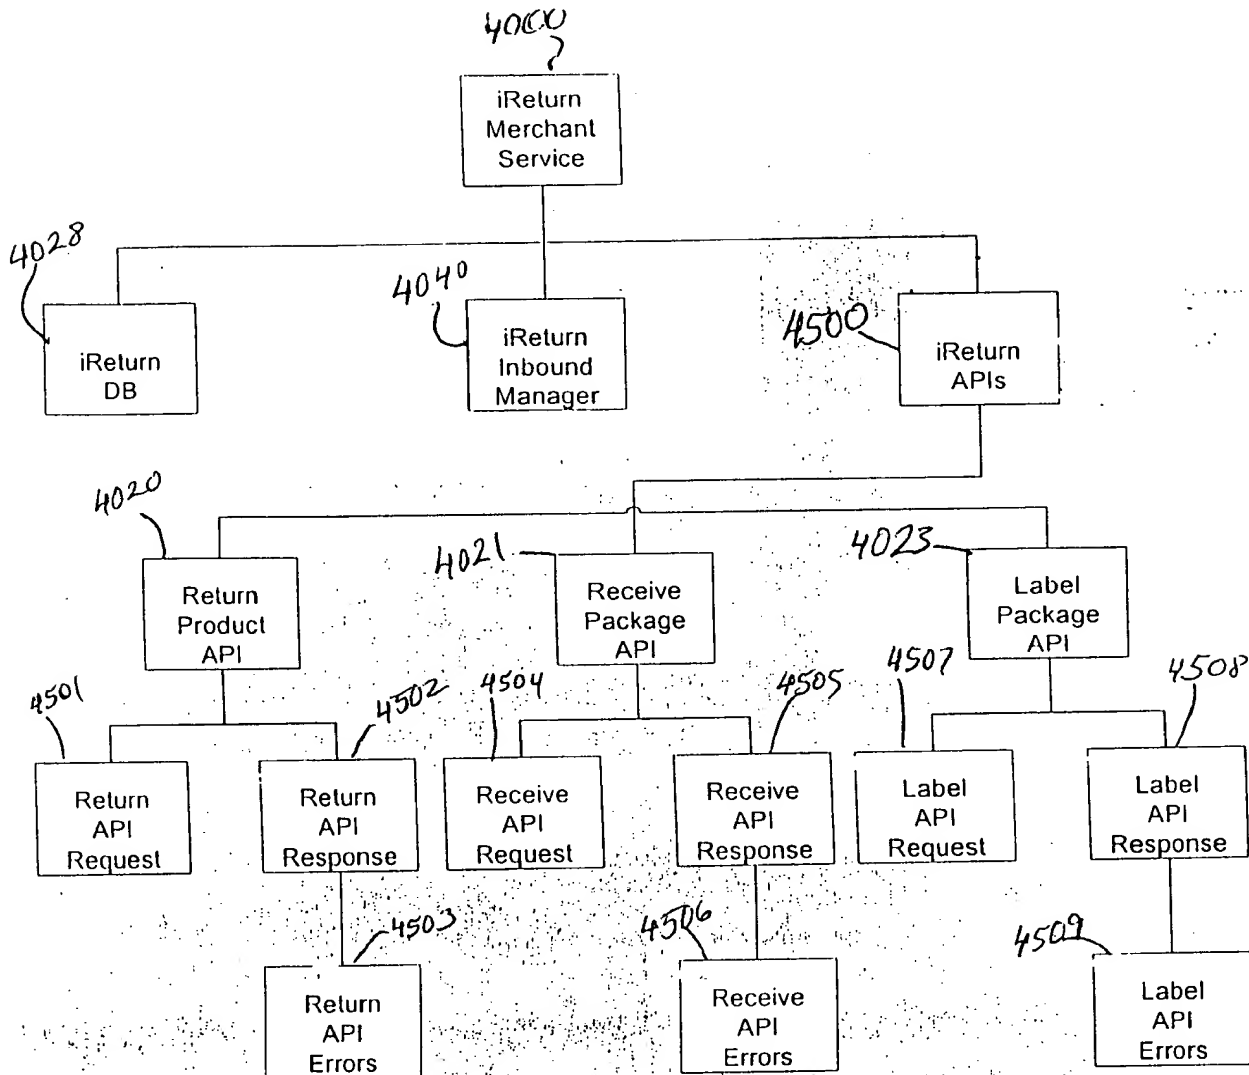 4000
iReturn
Merchant
Service
4028
iReturn
DB
4040
iReturn
Inbound
Manager
4500
iReturn
APIs
4020
Return
Product
API
4021
Receive
Package
API
4023
Label
Package
API
4501
Return
API
Request
4502
Return
API
Response
4504
Receive
API
Request
4505
Receive
API
Response
4507
Label
API
Request
4508
Label
API
Response
4503
Return
API
Errors
4506
Receive
API
Errors
4509
Label
API
Errors